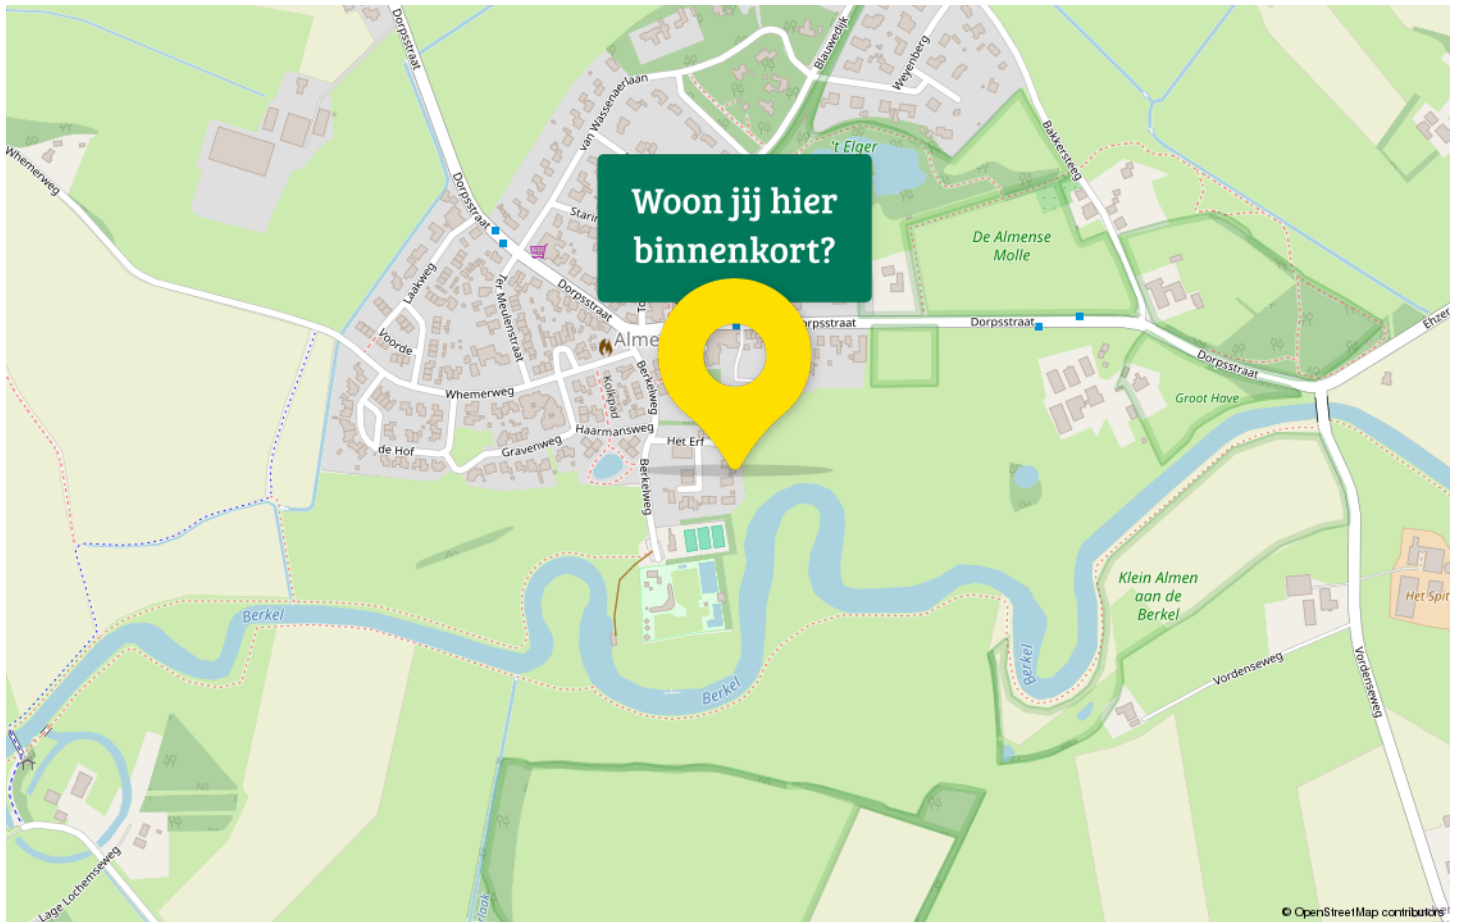 Dorpsstraat
Blauwedijk
Weyenberg
van Wassenaerlaan
Bakkersteeg
't Elger
Whemerweg
Dorpsstraat
Woon jij hier
binnenkort?
De Almense
Molle
Laakweg
Ter Meulenstraat
Dorpsstraat
Dorpsstraat
Voorde
Dorpsstraat
Whemerweg
Kolkpad
Berkelweg
Groot Have
Haarmansweg
de Hof
Gravenweg
Het Erf
Berkelweg
Klein Almen
aan de
Berkel
Het Spit
Berkel
Berkel
Berkel
Vordenseweg
Vordenseweg
Lage Lochemseweg
© OpenStreetMap contributors